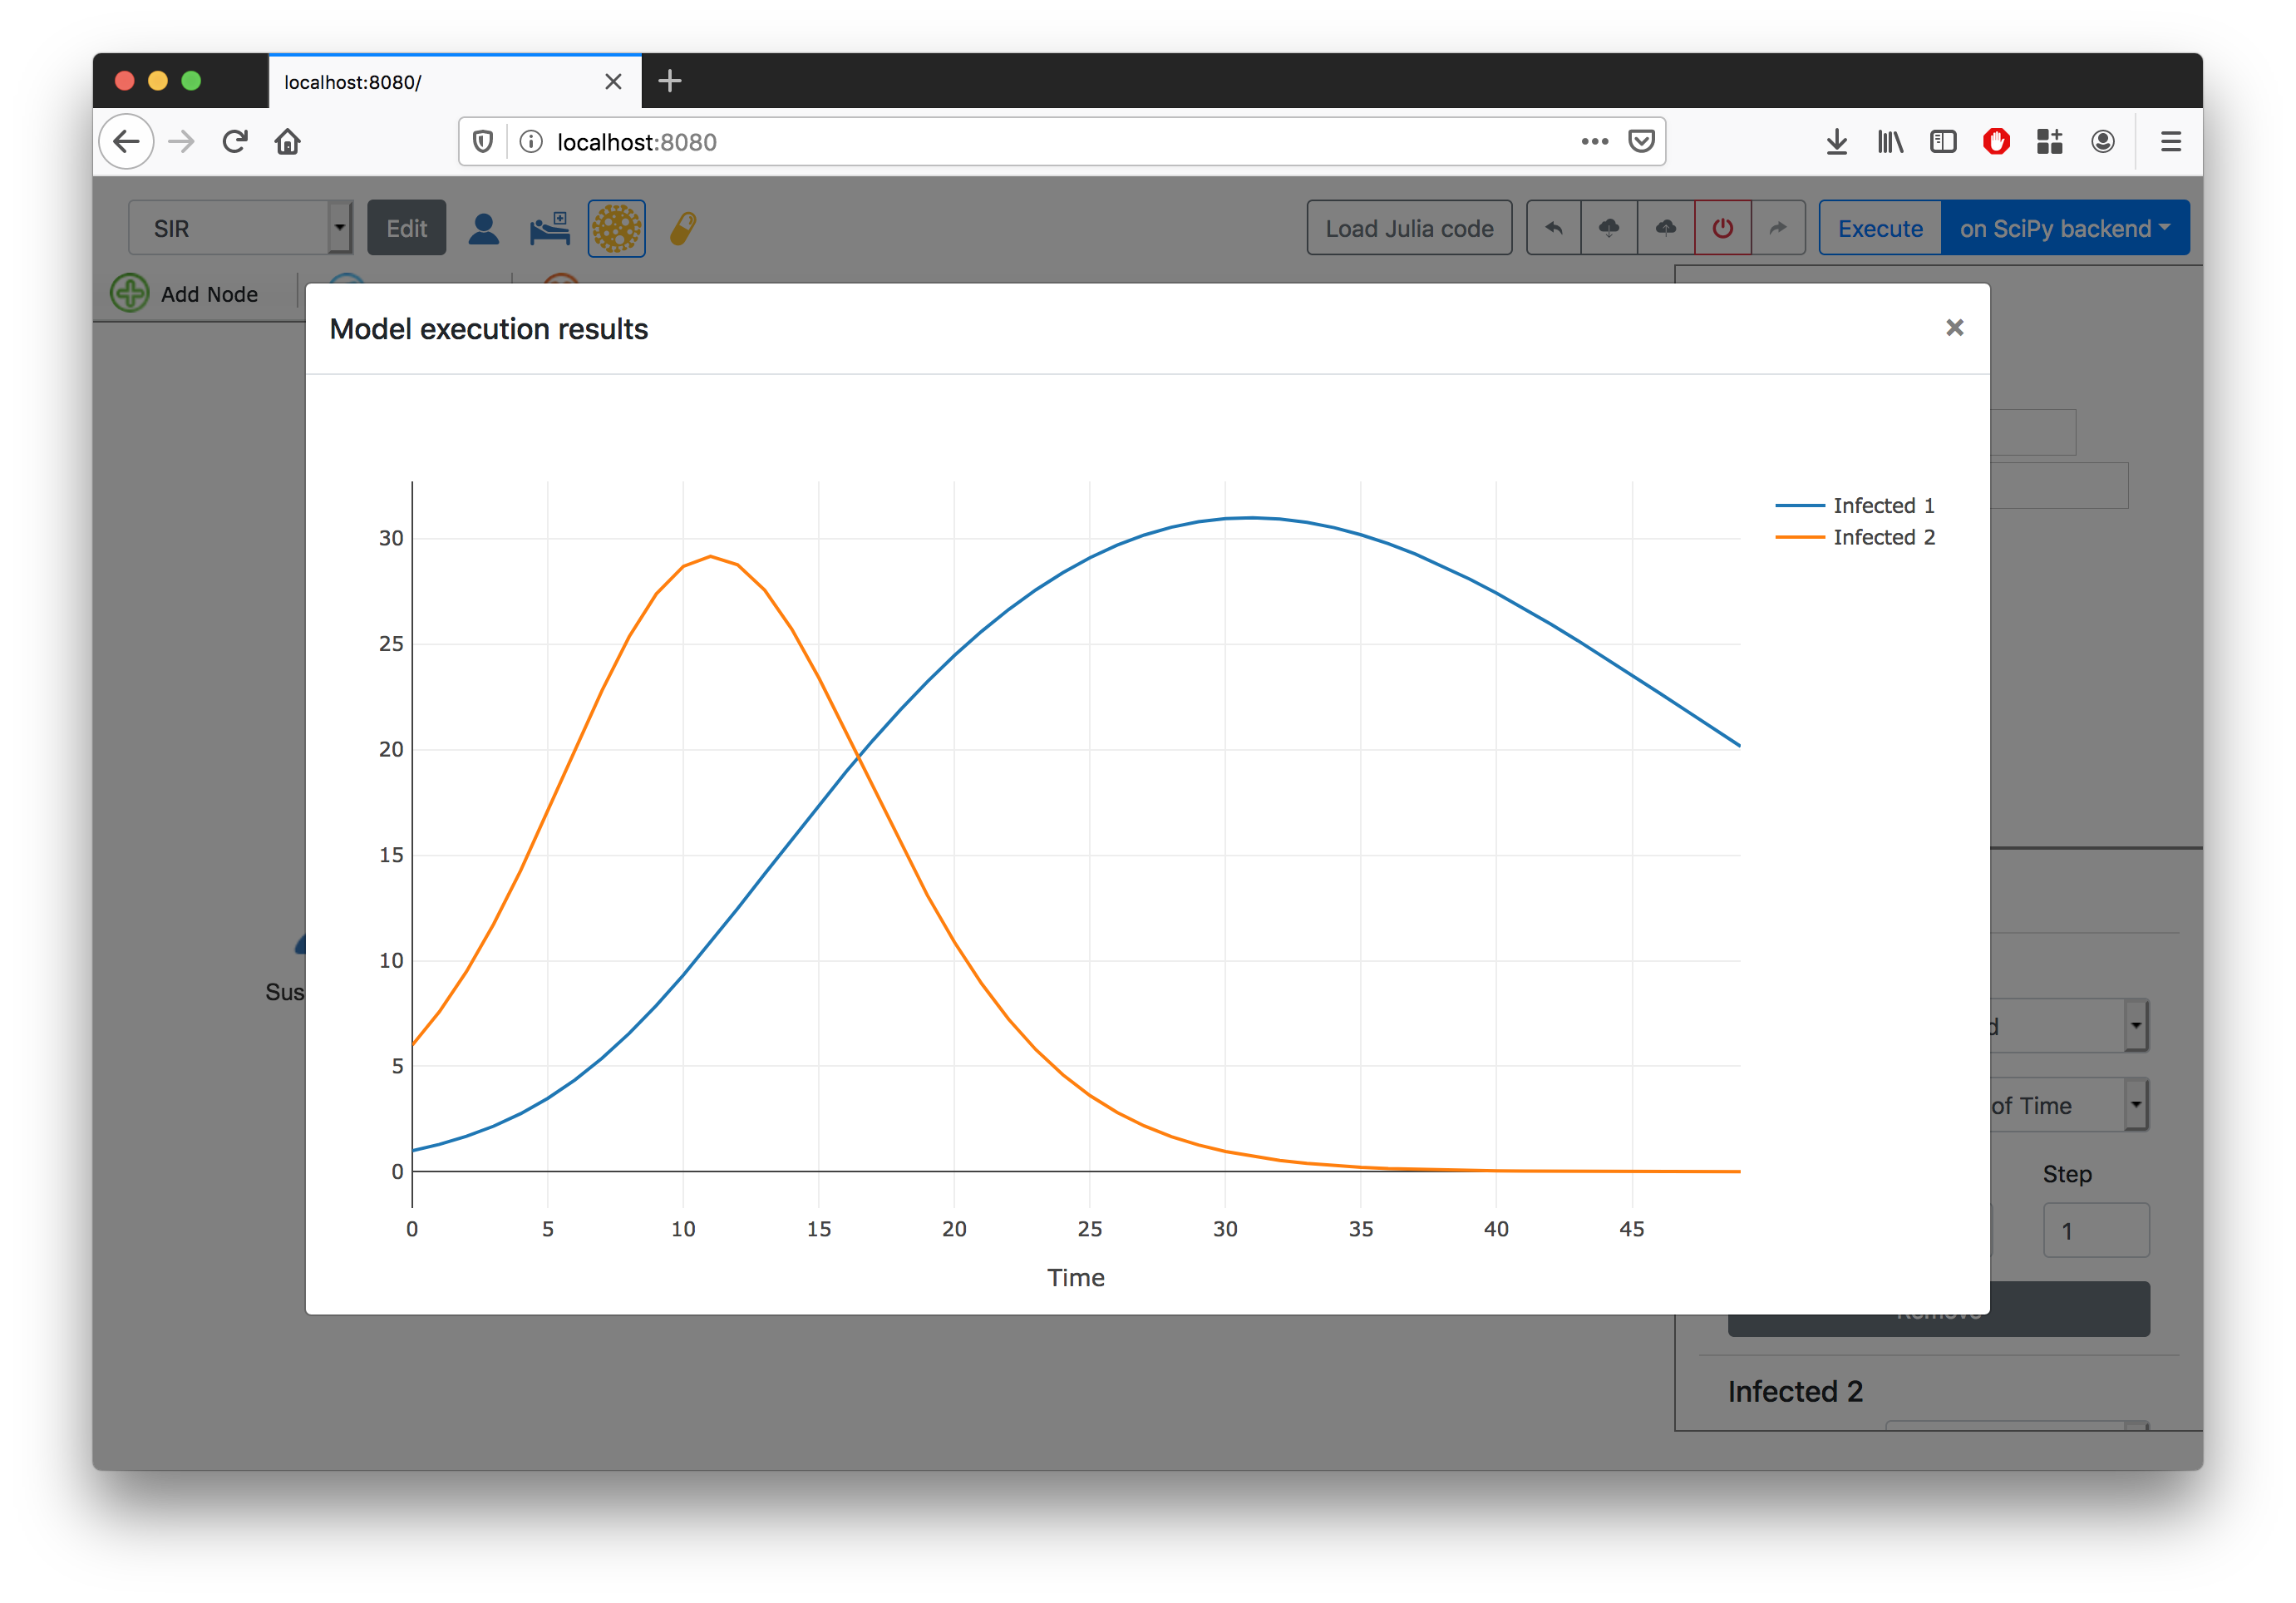 localhost:8080/
localhost:8080
SIR
Edit
Load Julia code
Execute
on SciPy backend
Add Node
Model execution results
Infected 1
Infected 2
30
25
20
15
10
5
0
0 5 10 15 20 25 30 35 40 45
Time
Sus
d
of Time
Step
1
Remove
Infected 2